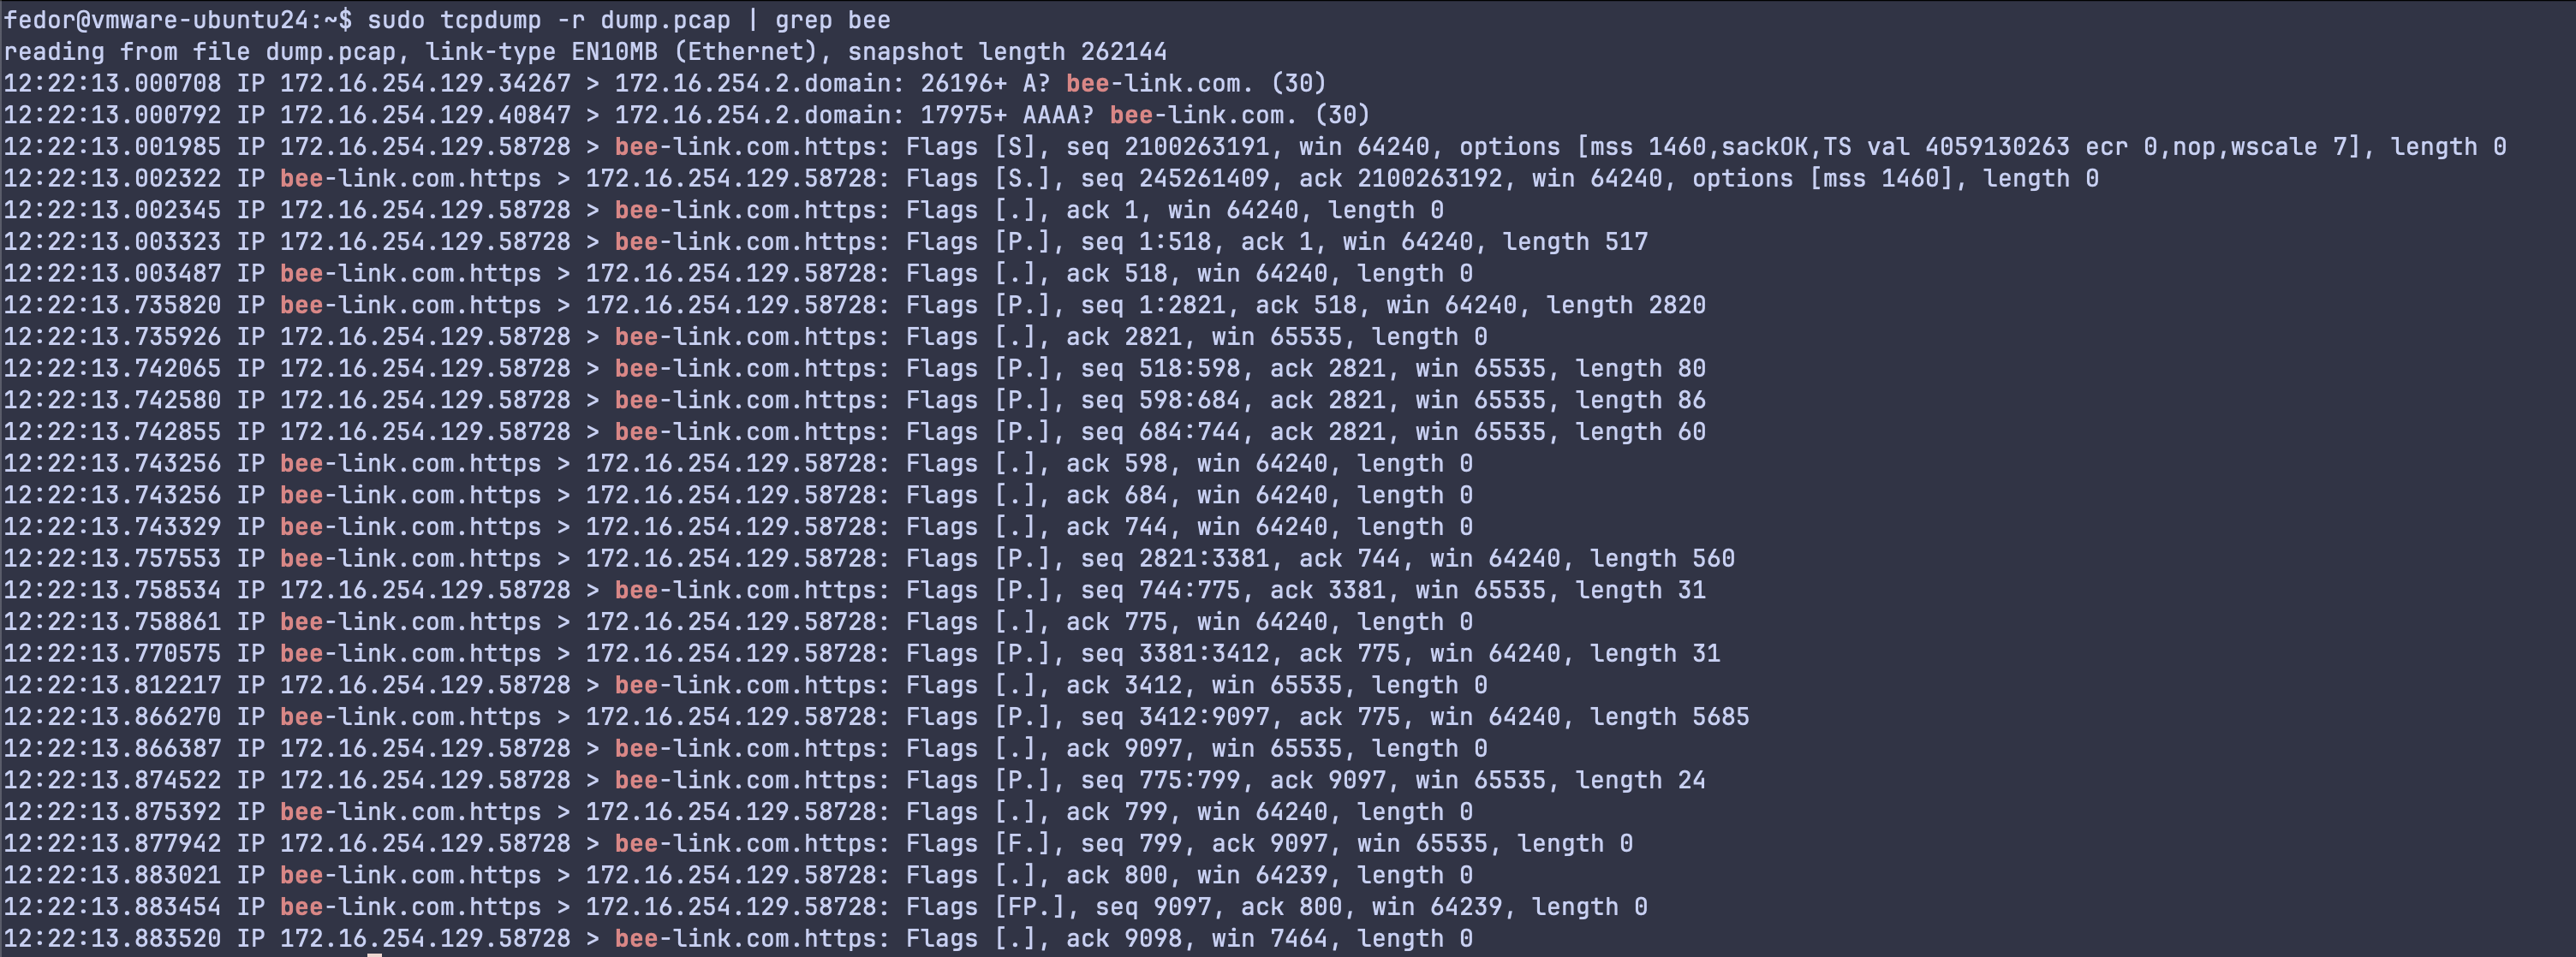 fedor@vmware-ubuntu24:~$ sudo tcpdump -r dump.pcap | grep bee
reading from file dump.pcap, link-type EN10MB (Ethernet), snapshot length 262144
12:22:13.000708 IP 172.16.254.129.34267 > 172.16.254.2.domain: 26196+ A? bee-link.com. (30)
12:22:13.000792 IP 172.16.254.129.40847 > 172.16.254.2.domain: 17975+ AAAA? bee-link.com. (30)
12:22:13.001985 IP 172.16.254.129.58728 > bee-link.com.https: Flags [S], seq 2100263191, win 64240, options [mss 1460,sackOK,TS val 4059130263 ecr 0,nop,wscale 7], length 0
12:22:13.002322 IP bee-link.com.https > 172.16.254.129.58728: Flags [S.], seq 245261409, ack 2100263192, win 64240, options [mss 1460], length 0
12:22:13.002345 IP 172.16.254.129.58728 > bee-link.com.https: Flags [.], ack 1, win 64240, length 0
12:22:13.003323 IP 172.16.254.129.58728 > bee-link.com.https: Flags [P.], seq 1:518, ack 1, win 64240, length 517
12:22:13.003487 IP bee-link.com.https > 172.16.254.129.58728: Flags [.], ack 518, win 64240, length 0
12:22:13.735820 IP bee-link.com.https > 172.16.254.129.58728: Flags [P.], seq 1:2821, ack 518, win 64240, length 2820
12:22:13.735926 IP 172.16.254.129.58728 > bee-link.com.https: Flags [.], ack 2821, win 65535, length 0
12:22:13.742065 IP 172.16.254.129.58728 > bee-link.com.https: Flags [P.], seq 518:598, ack 2821, win 65535, length 80
12:22:13.742580 IP 172.16.254.129.58728 > bee-link.com.https: Flags [P.], seq 598:684, ack 2821, win 65535, length 86
12:22:13.742855 IP 172.16.254.129.58728 > bee-link.com.https: Flags [P.], seq 684:744, ack 2821, win 65535, length 60
12:22:13.743256 IP bee-link.com.https > 172.16.254.129.58728: Flags [.], ack 598, win 64240, length 0
12:22:13.743256 IP bee-link.com.https > 172.16.254.129.58728: Flags [.], ack 684, win 64240, length 0
12:22:13.743329 IP bee-link.com.https > 172.16.254.129.58728: Flags [.], ack 744, win 64240, length 0
12:22:13.757553 IP bee-link.com.https > 172.16.254.129.58728: Flags [P.], seq 2821:3381, ack 744, win 64240, length 560
12:22:13.758534 IP 172.16.254.129.58728 > bee-link.com.https: Flags [P.], seq 744:775, ack 3381, win 65535, length 31
12:22:13.758861 IP bee-link.com.https > 172.16.254.129.58728: Flags [.], ack 775, win 64240, length 0
12:22:13.770575 IP bee-link.com.https > 172.16.254.129.58728: Flags [P.], seq 3381:3412, ack 775, win 64240, length 31
12:22:13.812217 IP 172.16.254.129.58728 > bee-link.com.https: Flags [.], ack 3412, win 65535, length 0
12:22:13.866270 IP bee-link.com.https > 172.16.254.129.58728: Flags [P.], seq 3412:9097, ack 775, win 64240, length 5685
12:22:13.866387 IP 172.16.254.129.58728 > bee-link.com.https: Flags [.], ack 9097, win 65535, length 0
12:22:13.874522 IP 172.16.254.129.58728 > bee-link.com.https: Flags [P.], seq 775:799, ack 9097, win 65535, length 24
12:22:13.875392 IP bee-link.com.https > 172.16.254.129.58728: Flags [.], ack 799, win 64240, length 0
12:22:13.877942 IP 172.16.254.129.58728 > bee-link.com.https: Flags [F.], seq 799, ack 9097, win 65535, length 0
12:22:13.883021 IP bee-link.com.https > 172.16.254.129.58728: Flags [.], ack 800, win 64239, length 0
12:22:13.883454 IP bee-link.com.https > 172.16.254.129.58728: Flags [FP.], seq 9097, ack 800, win 64239, length 0
12:22:13.883520 IP 172.16.254.129.58728 > bee-link.com.https: Flags [.], ack 9098, win 7464, length 0